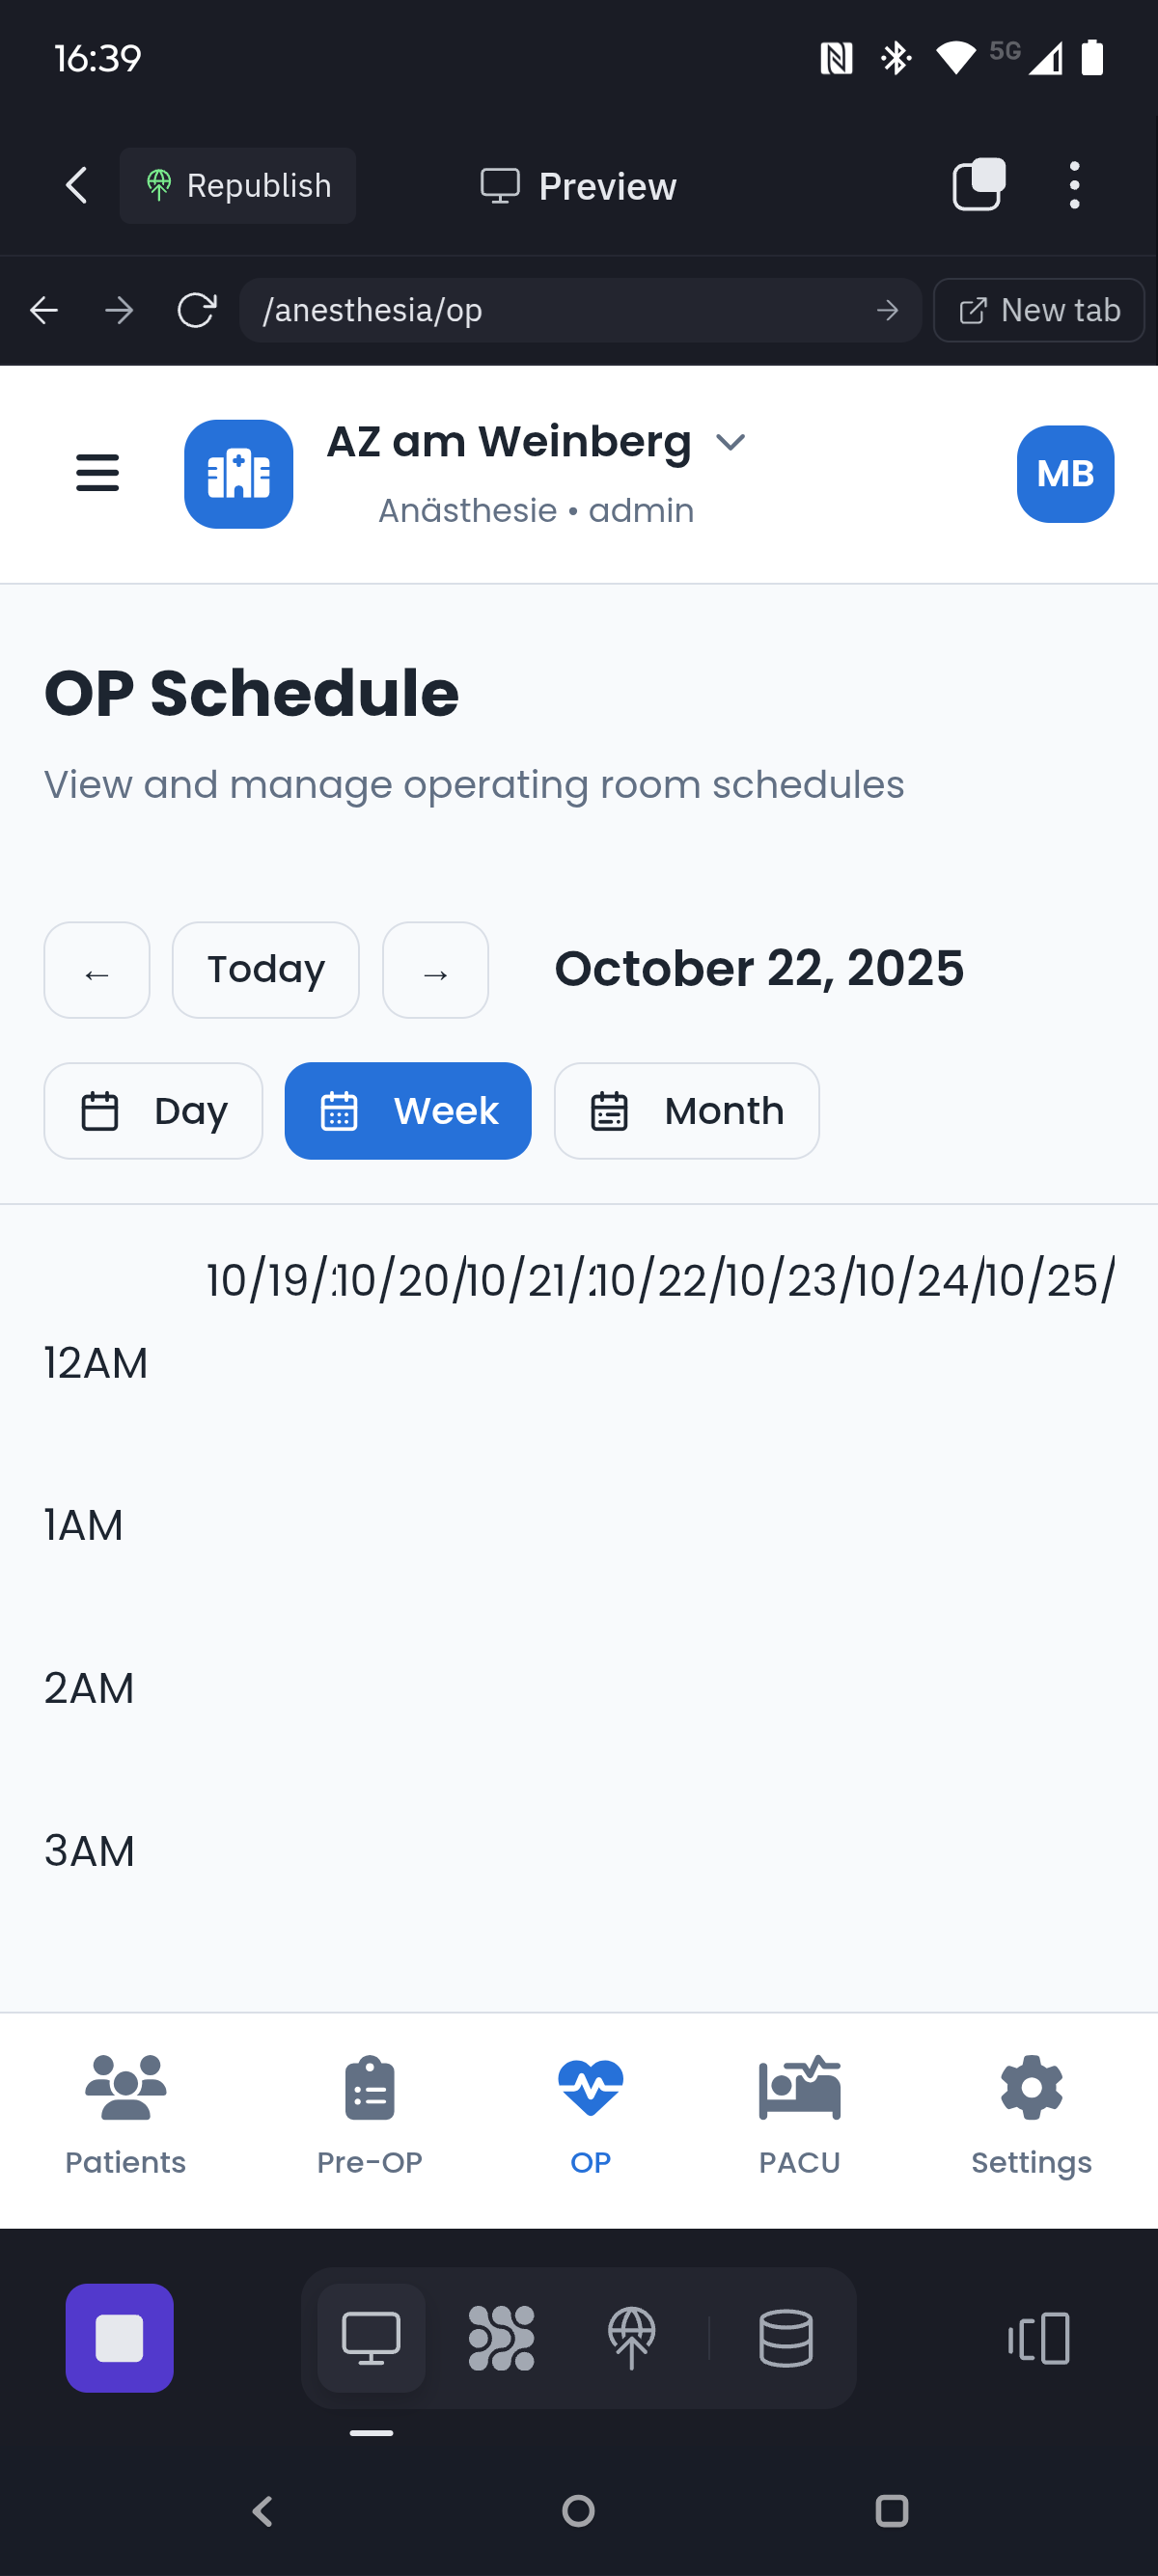 16:39
5G
Republish
Preview
/anesthesia/op
New tab
AZ am Weinberg
Anästhesie • admin
MB
OP Schedule
View and manage operating room schedules
← Today → October 22, 2025
Day Week Month
10/19/ 10/20/ 10/21/ 10/22/ 10/23/ 10/24/ 10/25/
12AM
1AM
2AM
3AM
Patients Pre-OP OP PACU Settings